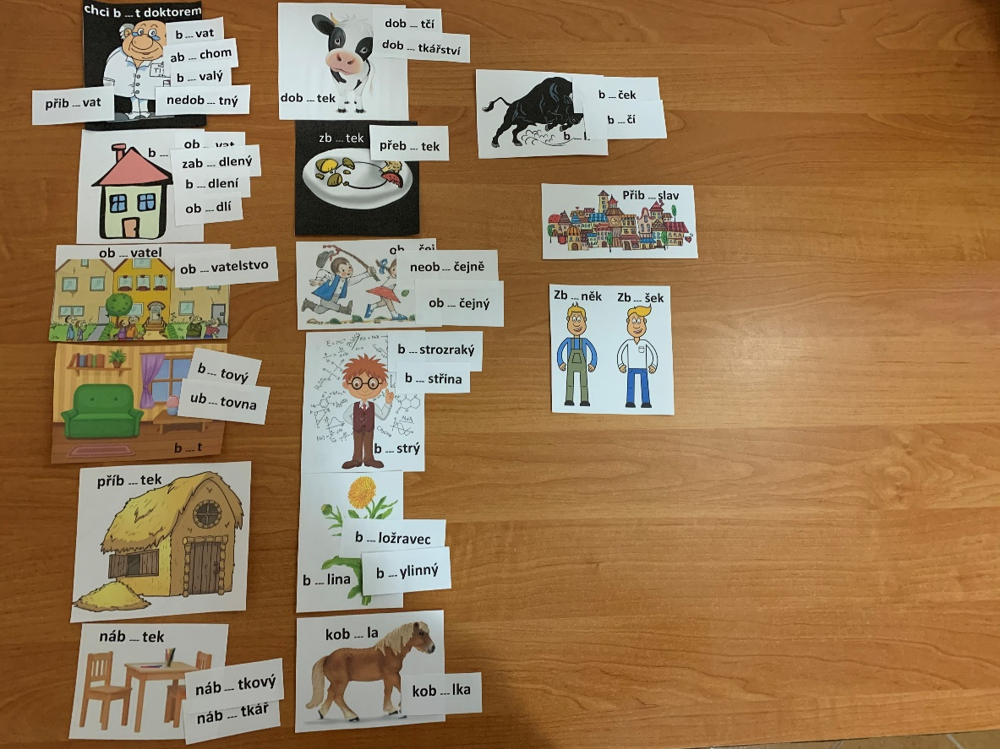 chci b ... t doktorem
b ... vat
ab ... chom
b ... valý
přib ... vat
nedob ... tný
b ...
ob ... vat
zab ... dlený
b ... dlení
ob ... dlí
ob ... vatel
ob ... vatelstvo
b ... tový
ub ... tovna
b ... t
příb ... tek
náb ... tek
náb ... tkový
náb ... tkář
dob ... tčí
dob ... tkářství
dob ... tek
zb ... tek
přeb ... tek
ob ... čej
neob ... čejně
ob ... čejný
b ... strozraký
b ... střina
b ... strý
b ... ložravec
b ... lina
b ... ylinný
kob ... la
kob ... lka
b ... ček
b ... čí
b ...
Přib ... slav
Zb ... něk
Zb ... šek